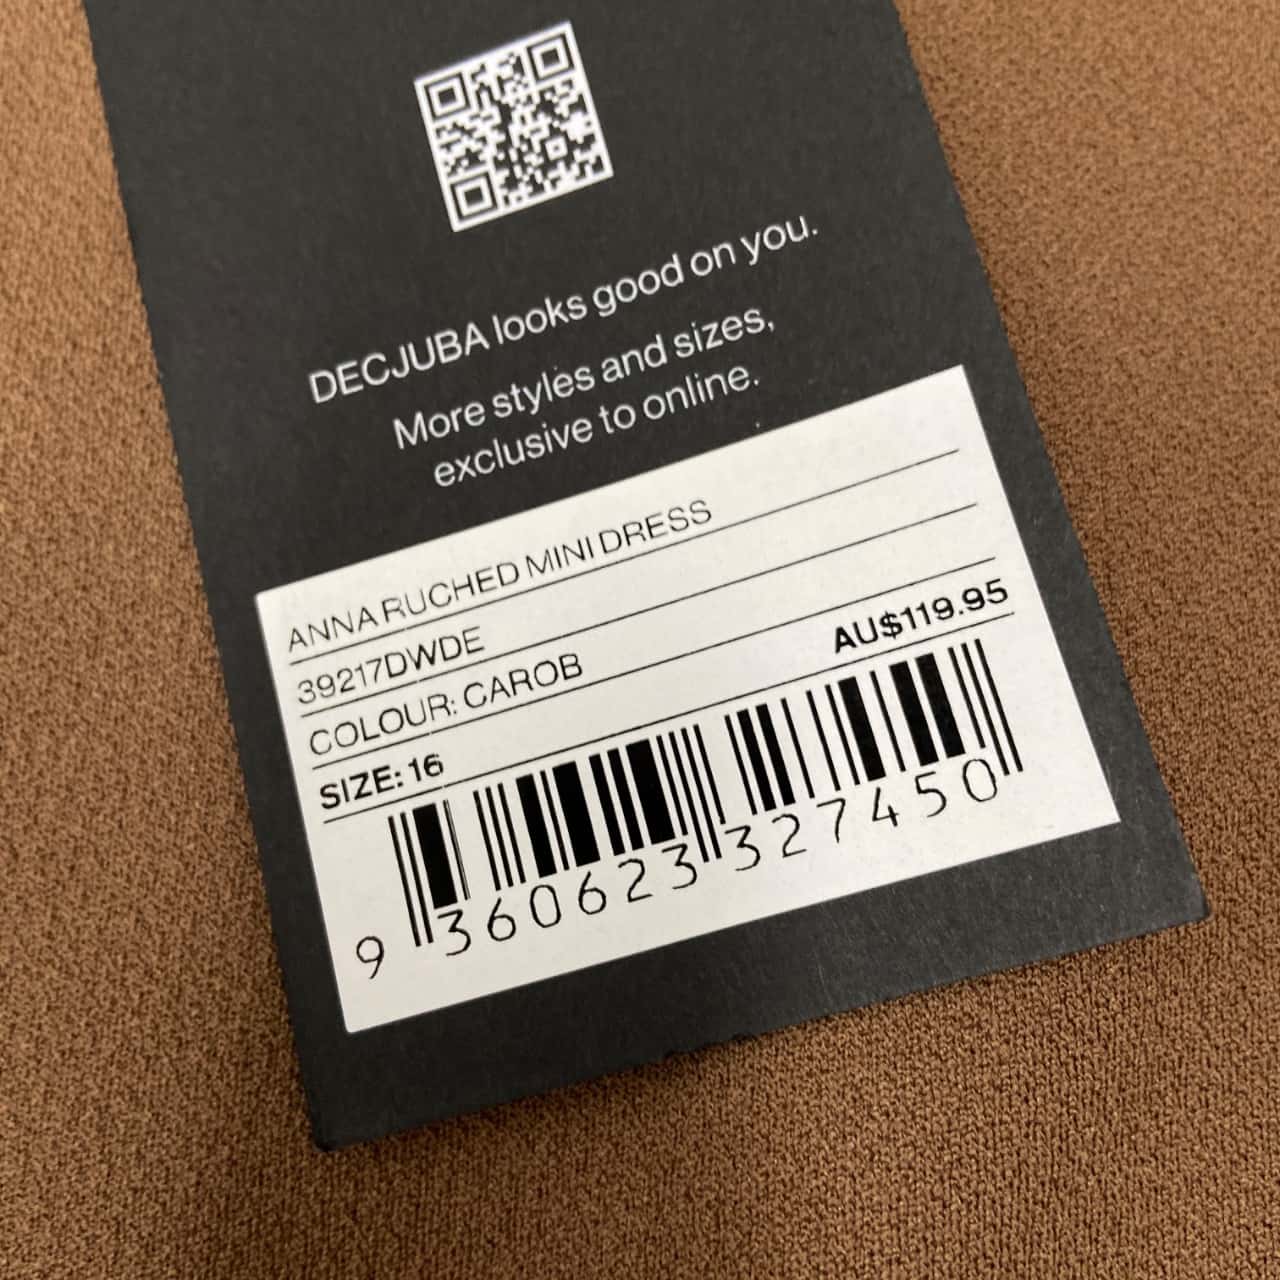 DECJUBA looks good on you.
More styles and sizes,
exclusive to online.
ANNA RUCHED MINI DRESS
39217DWDE
COLOUR: CAROB
SIZE: 16 AU$119.95
9 360623 327450